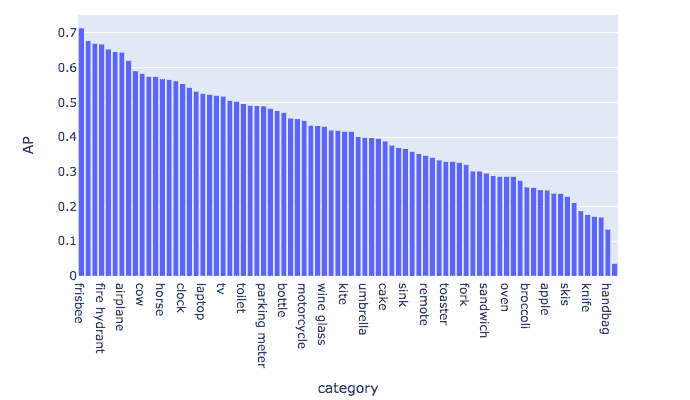 0.7
0.6
0.5
0.4
0.3
0.2
0.1
0
AP
frisbee
fire hydrant
airplane
cow
horse
clock
laptop
tv
toilet
parking meter
bottle
motorcycle
wine glass
kite
umbrella
cake
sink
remote
toaster
fork
sandwich
oven
broccoli
apple
skis
knife
handbag
category